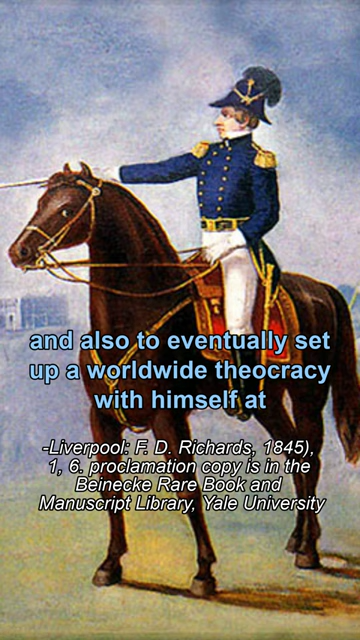 and also to eventually set
up a worldwide theocracy
with himself at
-Liverpool: F. D. Richards, 1845),
1, 6. proclamation copy is in the
Beinecke Rare Book and
Manuscript Library, Yale University